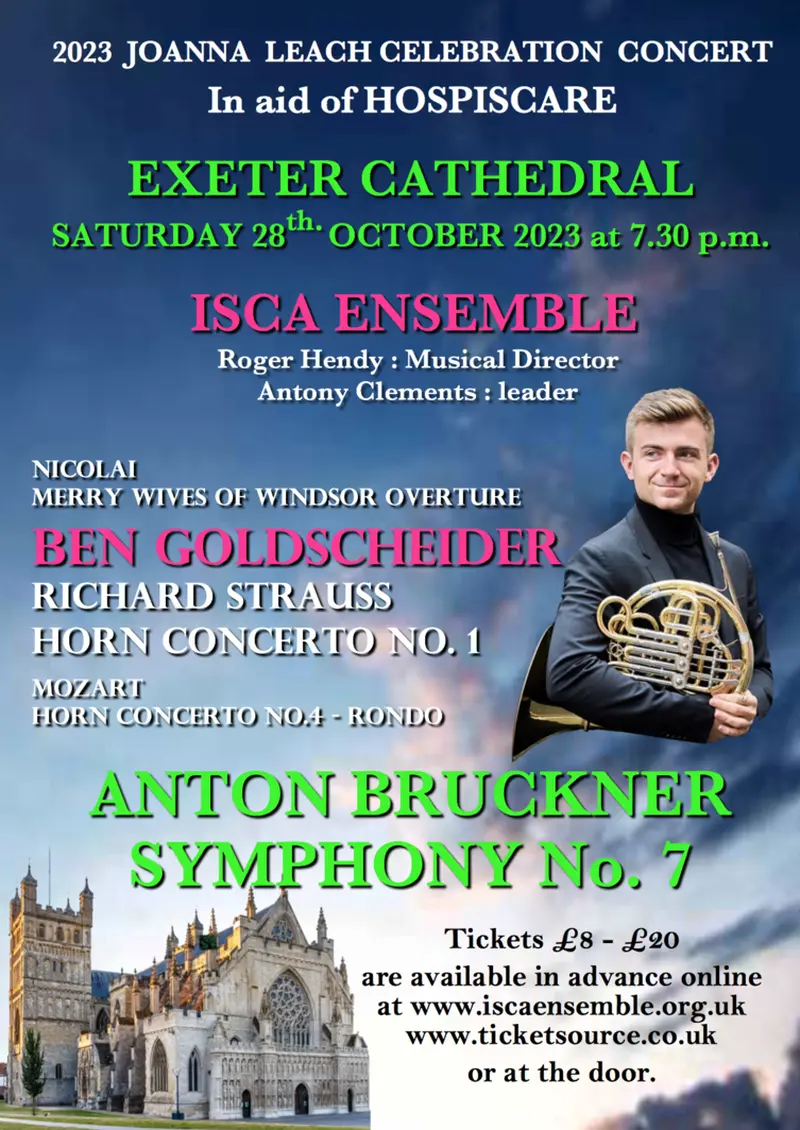 2023 JOANNA LEACH CELEBRATION CONCERT
In aid of HOSPISCARE
EXETER CATHEDRAL
SATURDAY 28th. OCTOBER 2023 at 7.30 p.m.
ISCA ENSEMBLE
Roger Hendy : Musical Director
Antony Clements : leader
NICOLAI
MERRY WIVES OF WINDSOR OVERTURE
BEN GOLDSCHEIDER
RICHARD STRAUSS
HORN CONCERTO NO. 1
MOZART
HORN CONCERTO NO.4 - RONDO
ANTON BRUCKNER
SYMPHONY No. 7
Tickets £8 - £20
are available in advance online
at www.iscaensemble.org.uk
www.ticketsource.co.uk
or at the door.